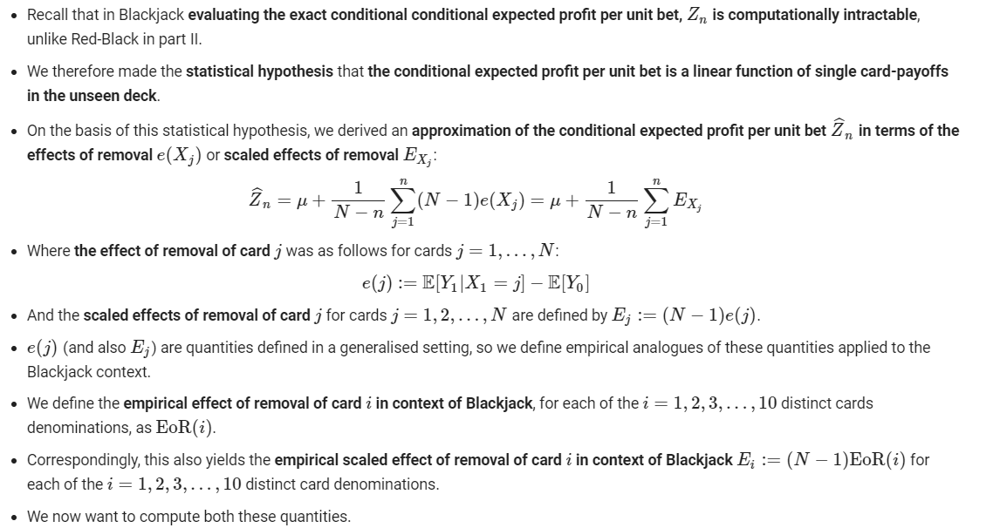 • Recall that in Blackjack evaluating the exact conditional conditional expected profit per unit bet, Zₙ is computationally intractable,
unlike Red-Black in part II.
• We therefore made the statistical hypothesis that the conditional expected profit per unit bet is a linear function of single card-payoffs
in the unseen deck.
• On the basis of this statistical hypothesis, we derived an approximation of the conditional expected profit per unit bet $\widehat{Z}_n$ in terms of the
effects of removal $e(X_j)$ or scaled effects of removal $E_{X_j}$:
$\widehat{Z}_n = \mu + \frac{1}{N-n} \sum_{j=1}^{n} (N-1)e(X_j) = \mu + \frac{1}{N-n} \sum_{j=1}^{n} E_{X_j}$
• Where the effect of removal of card $j$ was as follows for cards $j = 1, \ldots, N$:
$e(j) := \mathbb{E}[Y_1|X_1 = j] - \mathbb{E}[Y_0]$
• And the scaled effects of removal of card $j$ for cards $j = 1, 2, \ldots, N$ are defined by $E_j := (N-1)e(j)$.
• $e(j)$ (and also $E_j$) are quantities defined in a generalised setting, so we define empirical analogues of these quantities applied to the
Blackjack context.
• We define the empirical effect of removal of card $i$ in context of Blackjack, for each of the $i = 1, 2, 3, \ldots, 10$ distinct cards
denominations, as $\mathrm{EoR}(i)$.
• Correspondingly, this also yields the empirical scaled effect of removal of card $i$ in context of Blackjack $E_i := (N-1)\mathrm{EoR}(i)$ for
each of the $i = 1, 2, 3, \ldots, 10$ distinct card denominations.
• We now want to compute both these quantities.